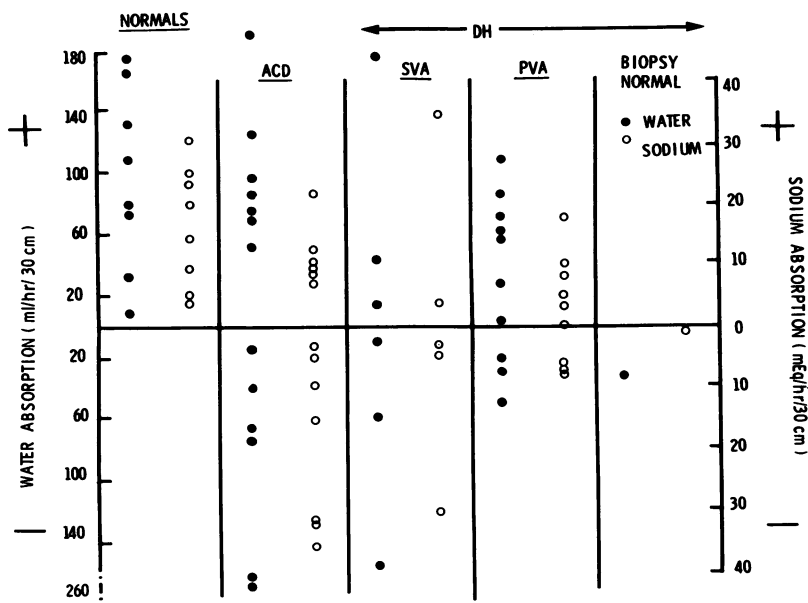 NORMALS
DH
ACD
SVA
PVA
BIOPSY
NORMAL
● WATER
○ SODIUM
180
140
100
60
20
20
60
100
140
260
+
–
WATER ABSORPTION ( ml/hr/ 30 cm )
40
30
20
10
0
10
20
30
40
+
–
SODIUM ABSORPTION ( mEq/hr/30 cm )